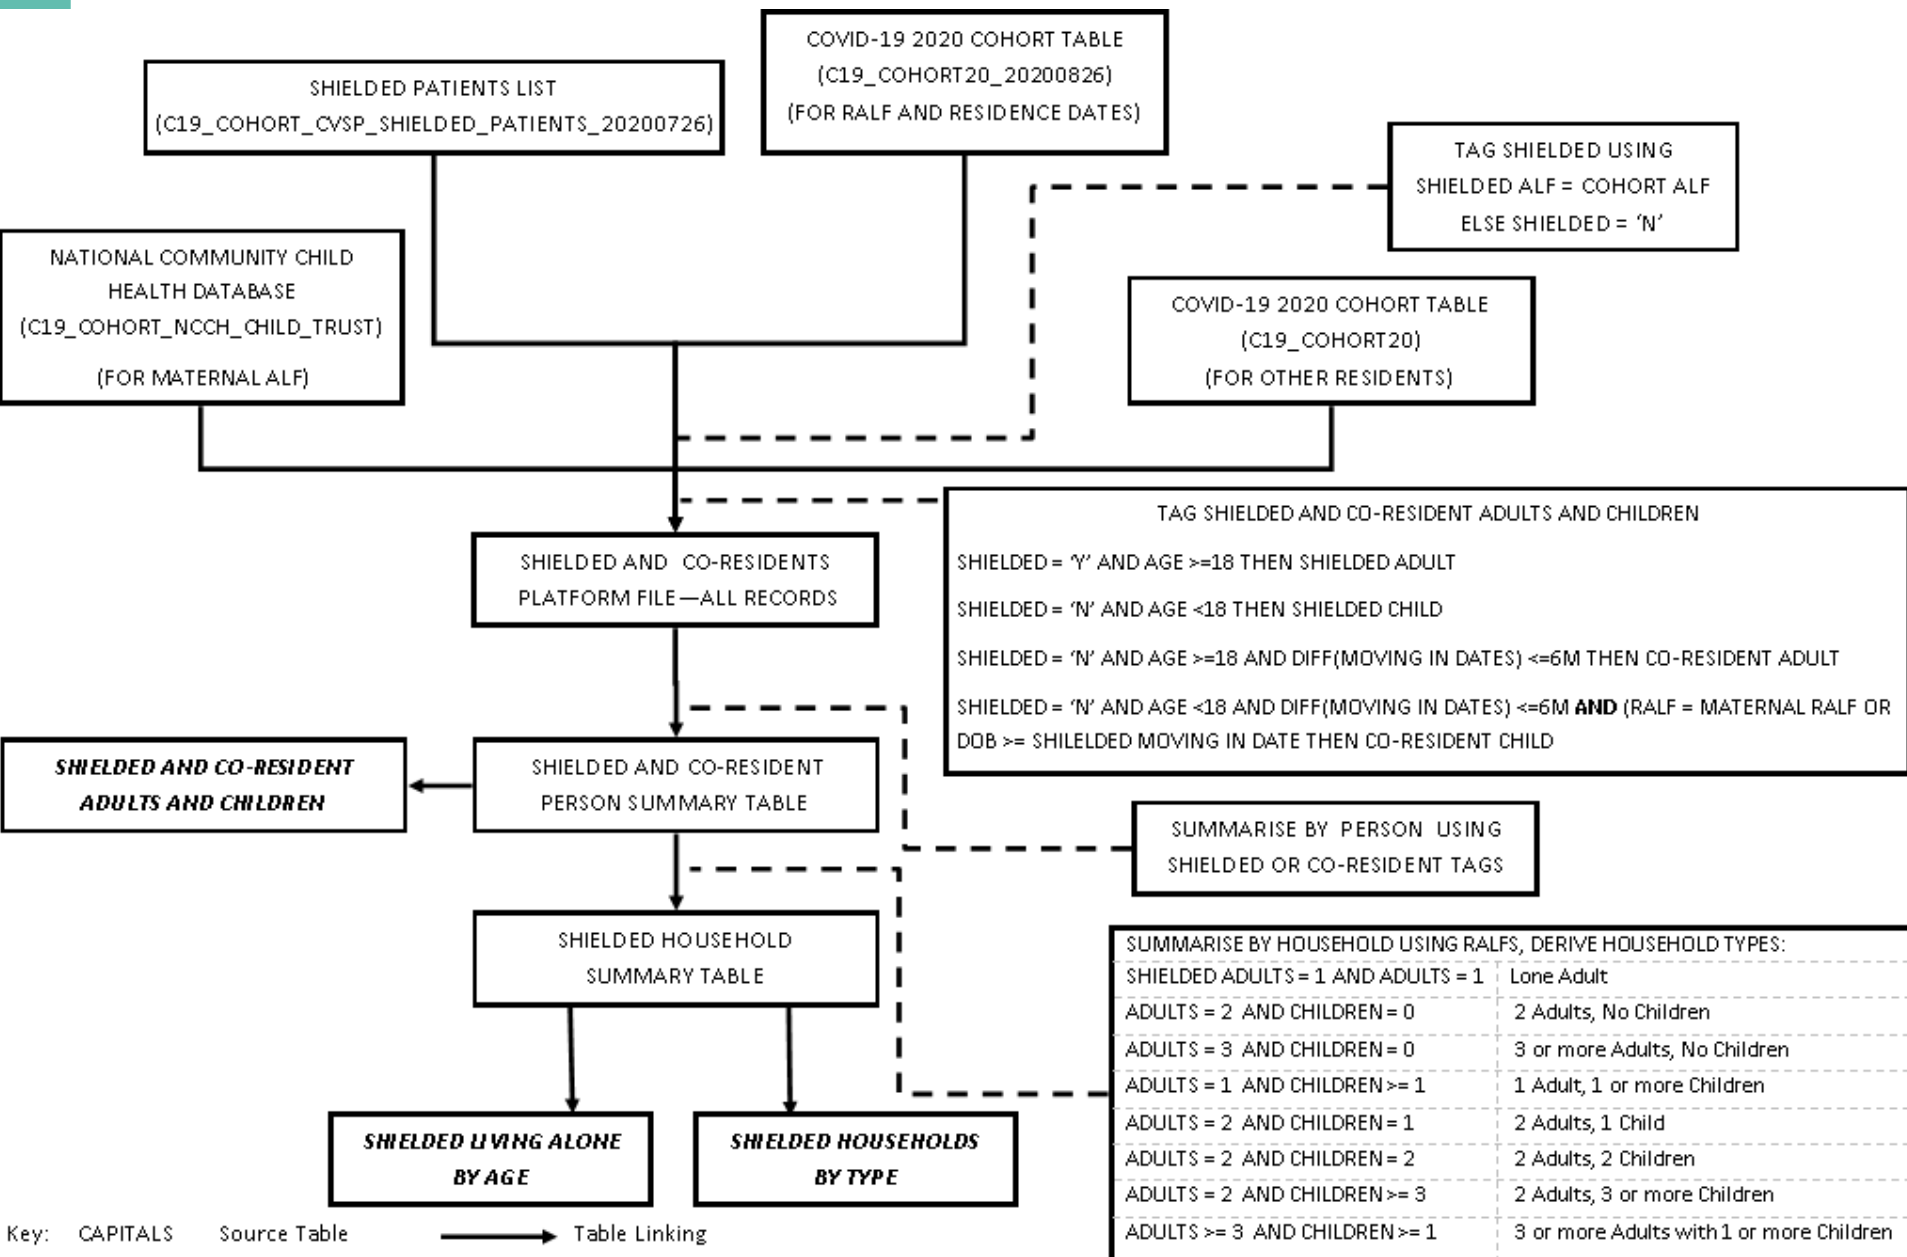 COVID-19 2020 COHORT TABLE
(C19_COHORT20_20200826)
(FOR RALF AND RESIDENCE DATES)
SHIELDED PATIENTS LIST
(C19_COHORT_CVSP_SHIELDED_PATIENTS_20200726)
TAG SHIELDED USING
SHIELDED ALF = COHORT ALF
ELSE SHIELDED = ‘N’
NATIONAL COMMUNITY CHILD
HEALTH DATABASE
(C19_COHORT_NCCH_CHILD_TRUST)
(FOR MATERNAL ALF)
COVID-19 2020 COHORT TABLE
(C19_COHORT20)
(FOR OTHER RESIDENTS)
TAG SHIELDED AND CO-RESIDENT ADULTS AND CHILDREN
SHIELDED = ‘Y’ AND AGE >=18 THEN SHIELDED ADULT
SHIELDED = ‘N’ AND AGE <18 THEN SHIELDED CHILD
SHIELDED = ‘N’ AND AGE >=18 AND DIFF(MOVING IN DATES) <=6M THEN CO-RESIDENT ADULT
SHIELDED = ‘N’ AND AGE <18 AND DIFF(MOVING IN DATES) <=6M AND (RALF = MATERNAL RALF OR
DOB >= SHILELDED MOVING IN DATE THEN CO-RESIDENT CHILD
SHIELDED AND CO-RESIDENTS
PLATFORM FILE—ALL RECORDS
SHIELDED AND CO-RESIDENT
ADULTS AND CHILDREN
SHIELDED AND CO-RESIDENT
PERSON SUMMARY TABLE
SUMMARISE BY PERSON USING
SHIELDED OR CO-RESIDENT TAGS
SHIELDED HOUSEHOLD
SUMMARY TABLE
SUMMARISE BY HOUSEHOLD USING RALFS, DERIVE HOUSEHOLD TYPES:
SHIELDED ADULTS = 1 AND ADULTS = 1 Lone Adult
ADULTS = 2 AND CHILDREN = 0 2 Adults, No Children
ADULTS = 3 AND CHILDREN = 0 3 or more Adults, No Children
ADULTS = 1 AND CHILDREN >= 1 1 Adult, 1 or more Children
ADULTS = 2 AND CHILDREN = 1 2 Adults, 1 Child
ADULTS = 2 AND CHILDREN = 2 2 Adults, 2 Children
ADULTS = 2 AND CHILDREN >= 3 2 Adults, 3 or more Children
ADULTS >= 3 AND CHILDREN >= 1 3 or more Adults with 1 or more Children
SHIELDED LIVING ALONE
BY AGE
SHIELDED HOUSEHOLDS
BY TYPE
Key: CAPITALS Source Table Table Linking